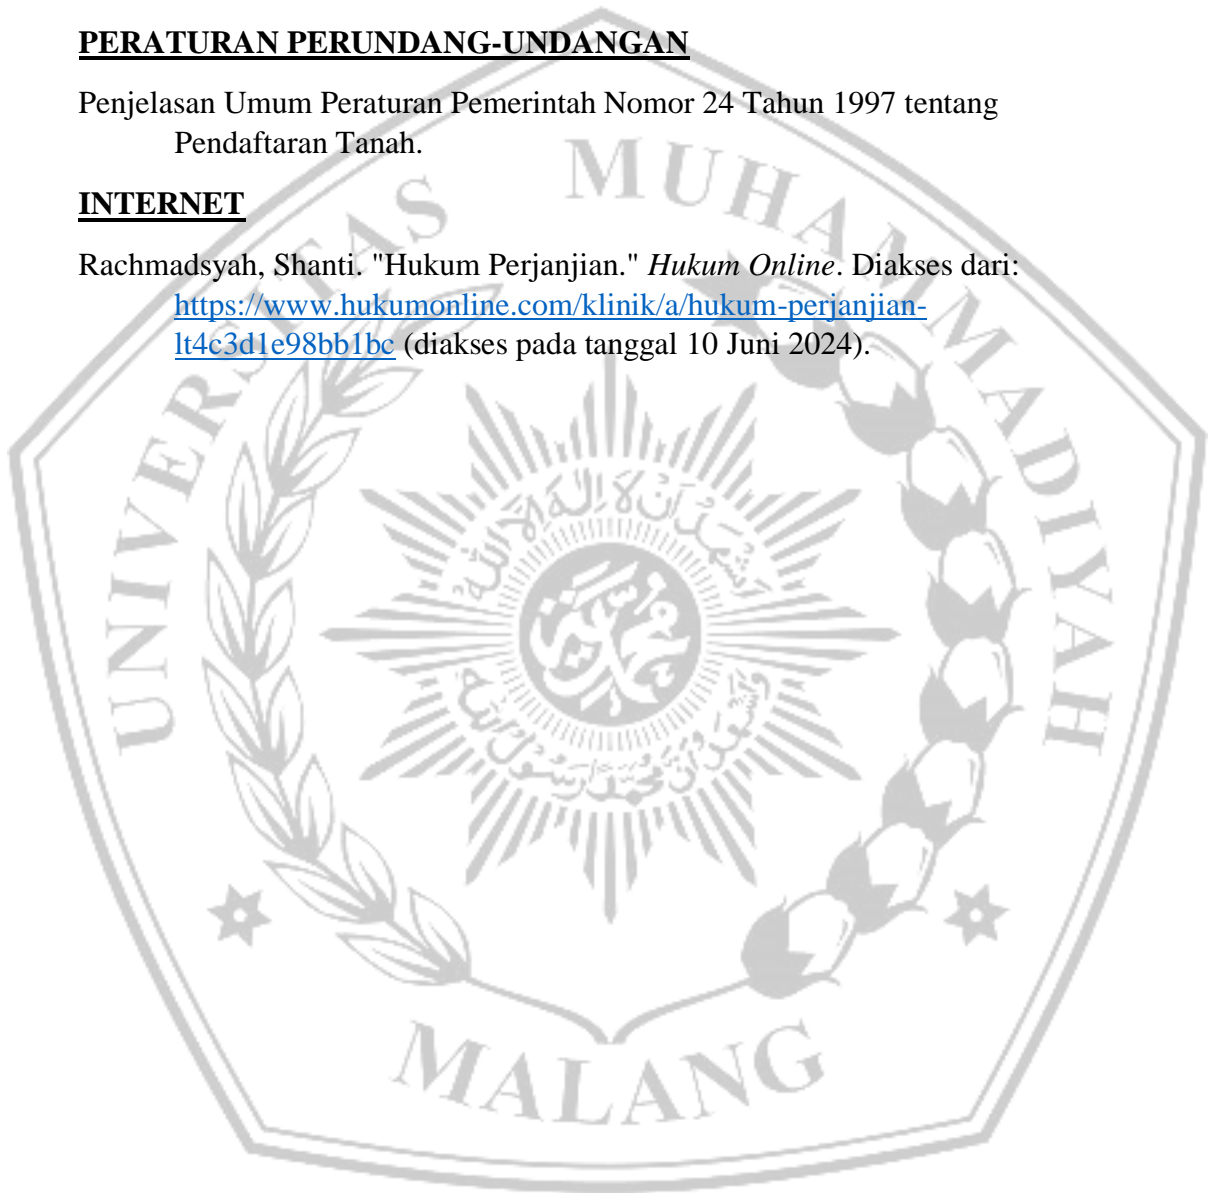 PERATURAN PERUNDANG-UNDANGAN
Penjelasan Umum Peraturan Pemerintah Nomor 24 Tahun 1997 tentang
Pendaftaran Tanah.
INTERNET
Rachmadsyah, Shanti. "Hukum Perjanjian." Hukum Online. Diakses dari:
https://www.hukumonline.com/klinik/a/hukum-perjanjian-
lt4c3d1e98bb1bc (diakses pada tanggal 10 Juni 2024).
UNIVERSITAS MUHAMMADIYAH
MALANG